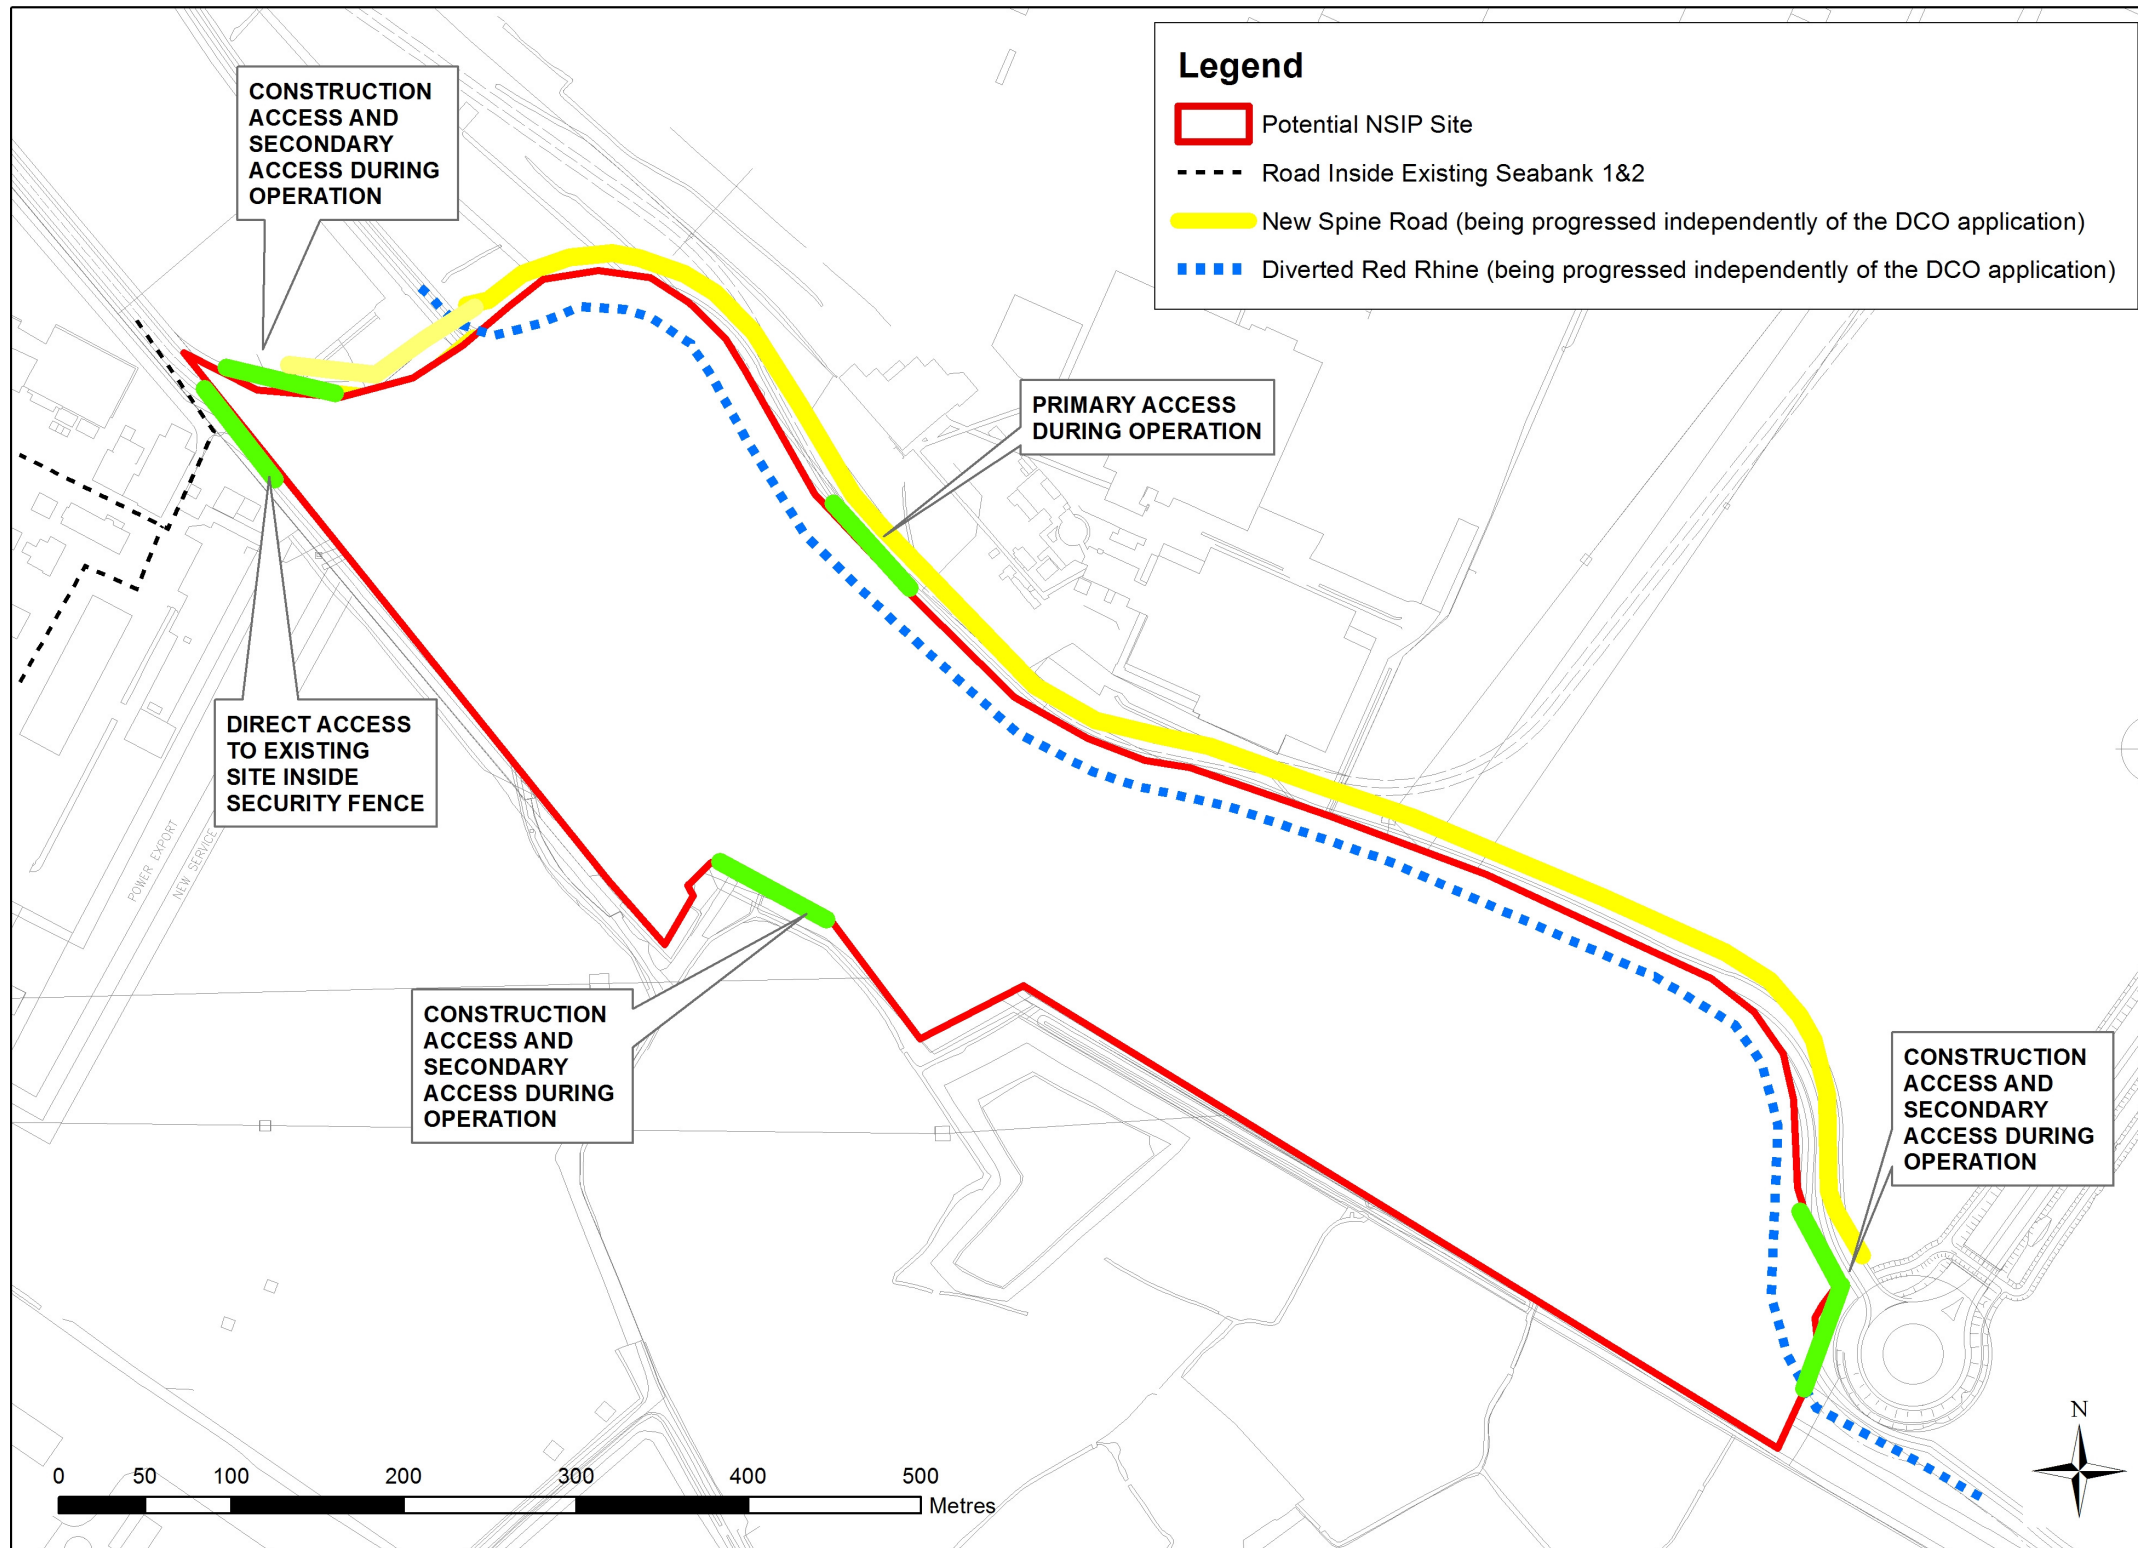 Legend
Potential NSIP Site
Road Inside Existing Seabank 1&2
New Spine Road (being progressed independently of the DCO application)
Diverted Red Rhine (being progressed independently of the DCO application)
CONSTRUCTION
ACCESS AND
SECONDARY
ACCESS DURING
OPERATION
PRIMARY ACCESS
DURING OPERATION
DIRECT ACCESS
TO EXISTING
SITE INSIDE
SECURITY FENCE
POWER EXPORT
NEW SERVICE
CONSTRUCTION
ACCESS AND
SECONDARY
ACCESS DURING
OPERATION
CONSTRUCTION
ACCESS AND
SECONDARY
ACCESS DURING
OPERATION
N
0 50 100 200 300 400 500
Metres